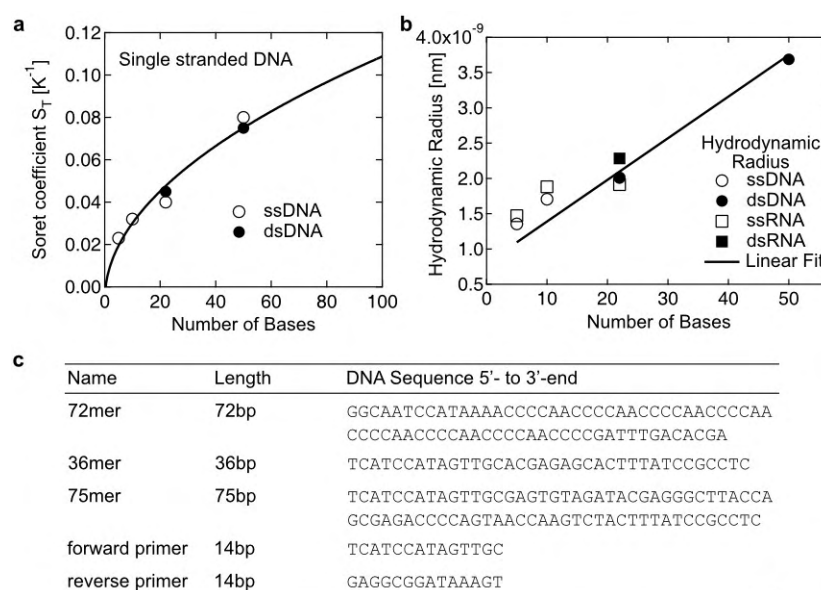 a
Single stranded DNA
Soret coefficient S_T [K⁻¹]
0.12
0.10
0.08
0.06
0.04
0.02
0.00
ssDNA
dsDNA
0 20 40 60 80 100
Number of Bases
b
Hydrodynamic Radius [nm]
4.0x10⁻⁹
3.5
3.0
2.5
2.0
1.5
1.0
0.5
Hydrodynamic
Radius
ssDNA
dsDNA
ssRNA
dsRNA
Linear Fit
0 10 20 30 40 50
Number of Bases
c
Name Length DNA Sequence 5'- to 3'-end
72mer 72bp GGCAATCCATAAAACCCCAACCCCAACCCCAACCCCAA
CCCCAACCCCAACCCCAACCCCGATTTGACACGA
36mer 36bp TCATCCATAGTTGCACGAGAGCACTTTATCCGCCTC
75mer 75bp TCATCCATAGTTGCGAGTGTAGATACGAGGGCTTACCA
GCGAGACCCCAGTAACCAAGTCTACTTTATCCGCCTC
forward primer 14bp TCATCCATAGTTGC
reverse primer 14bp GAGGCGGATAAAGT